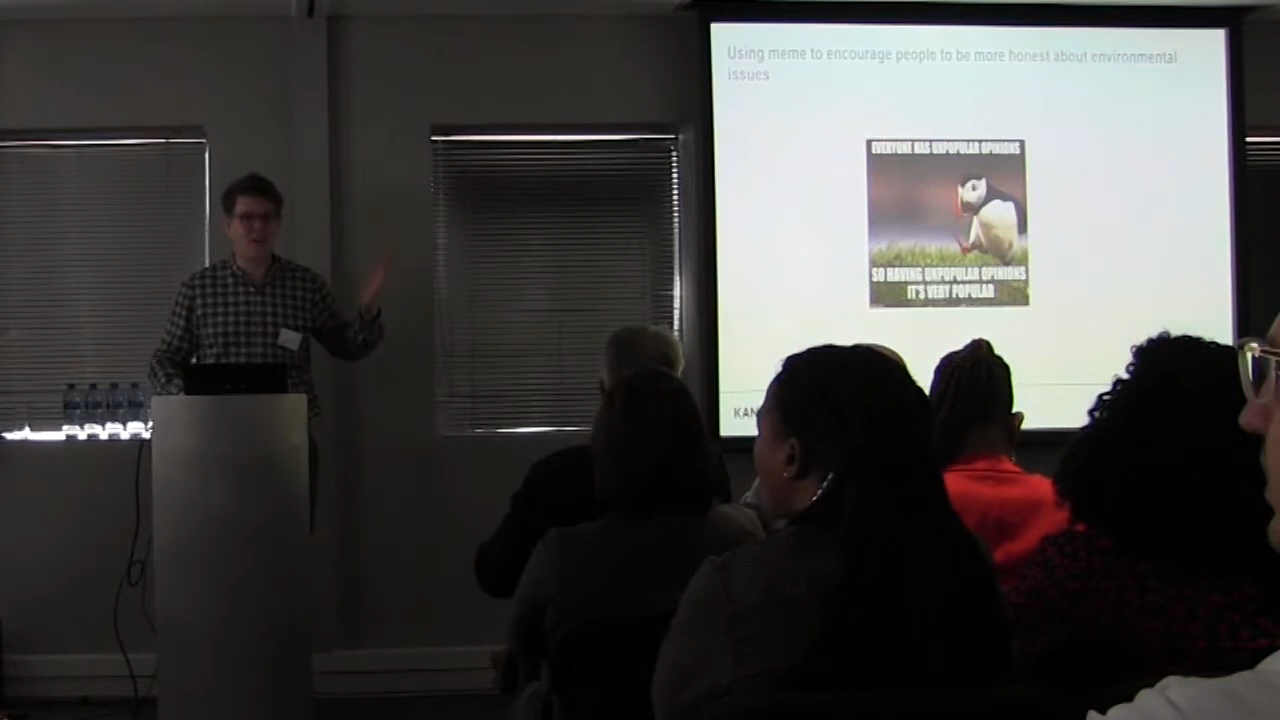 Using meme to encourage people to be more honest about environmental
issues
EVERYONE HAS UNPOPULAR OPINIONS
SO HAVING UNPOPULAR OPINIONS
IT'S VERY POPULAR
KAN